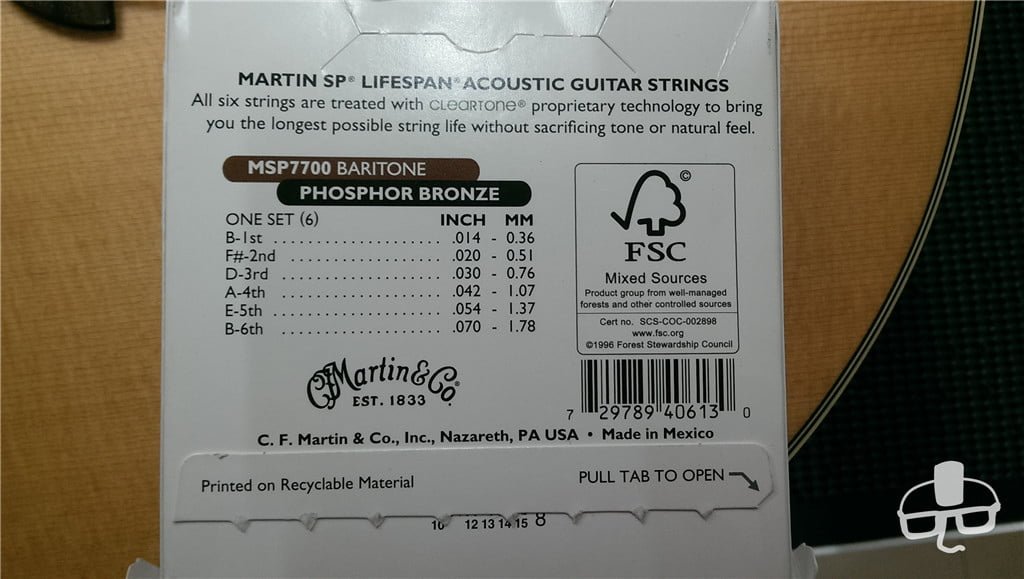 MARTIN SP® LIFESPAN® ACOUSTIC GUITAR STRINGS
All six strings are treated with CLEARTONE® proprietary technology to bring
you the longest possible string life without sacrificing tone or natural feel.
MSP7700 BARITONE
PHOSPHOR BRONZE
ONE SET (6) INCH MM
B-1st .................... .014 - 0.36
F#-2nd .................. .020 - 0.51
D-3rd ................... .030 - 0.76
A-4th ................... .042 - 1.07
E-5th .................... .054 - 1.37
B-6th .................... .070 - 1.78
©
FSC
Mixed Sources
Product group from well-managed
forests and other controlled sources
Cert no. SCS-COC-002898
www.fsc.org
©1996 Forest Stewardship Council
CF Martin & Co.®
EST. 1833
7 29789 40613 0
C. F. Martin & Co., Inc., Nazareth, PA USA • Made in Mexico
Printed on Recyclable Material
PULL TAB TO OPEN
10 12 13 14 15 8